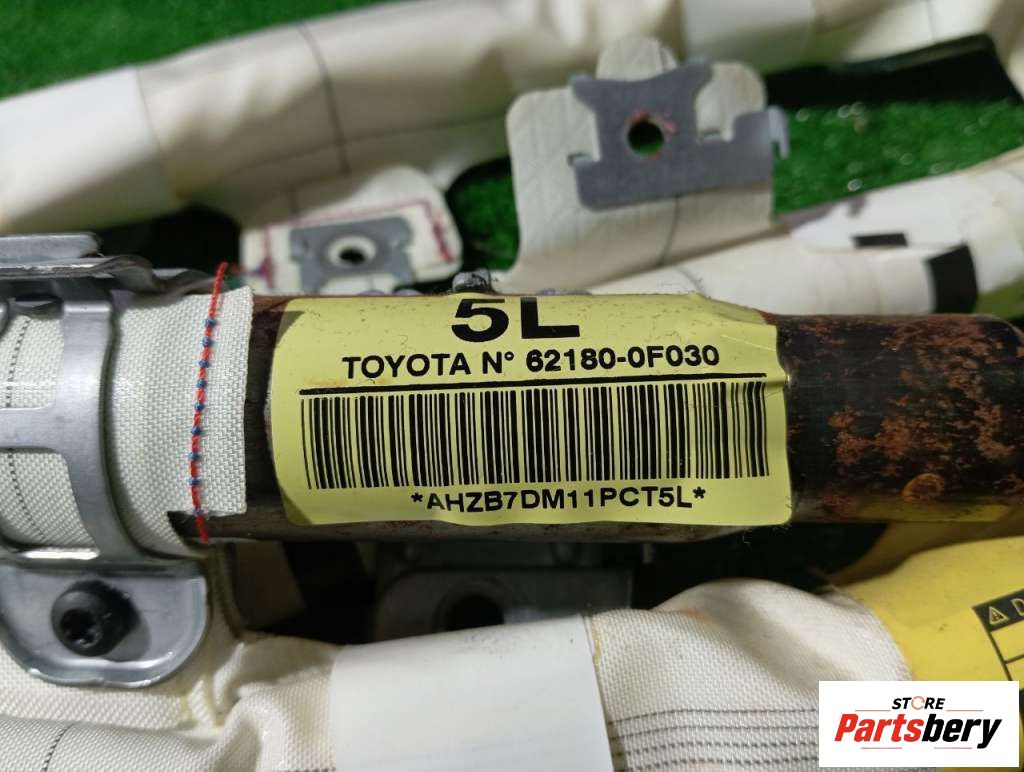 5L
TOYOTA N° 62180-0F030
*AHZB7DM11PCT5L*
D
STORE
Partsbery